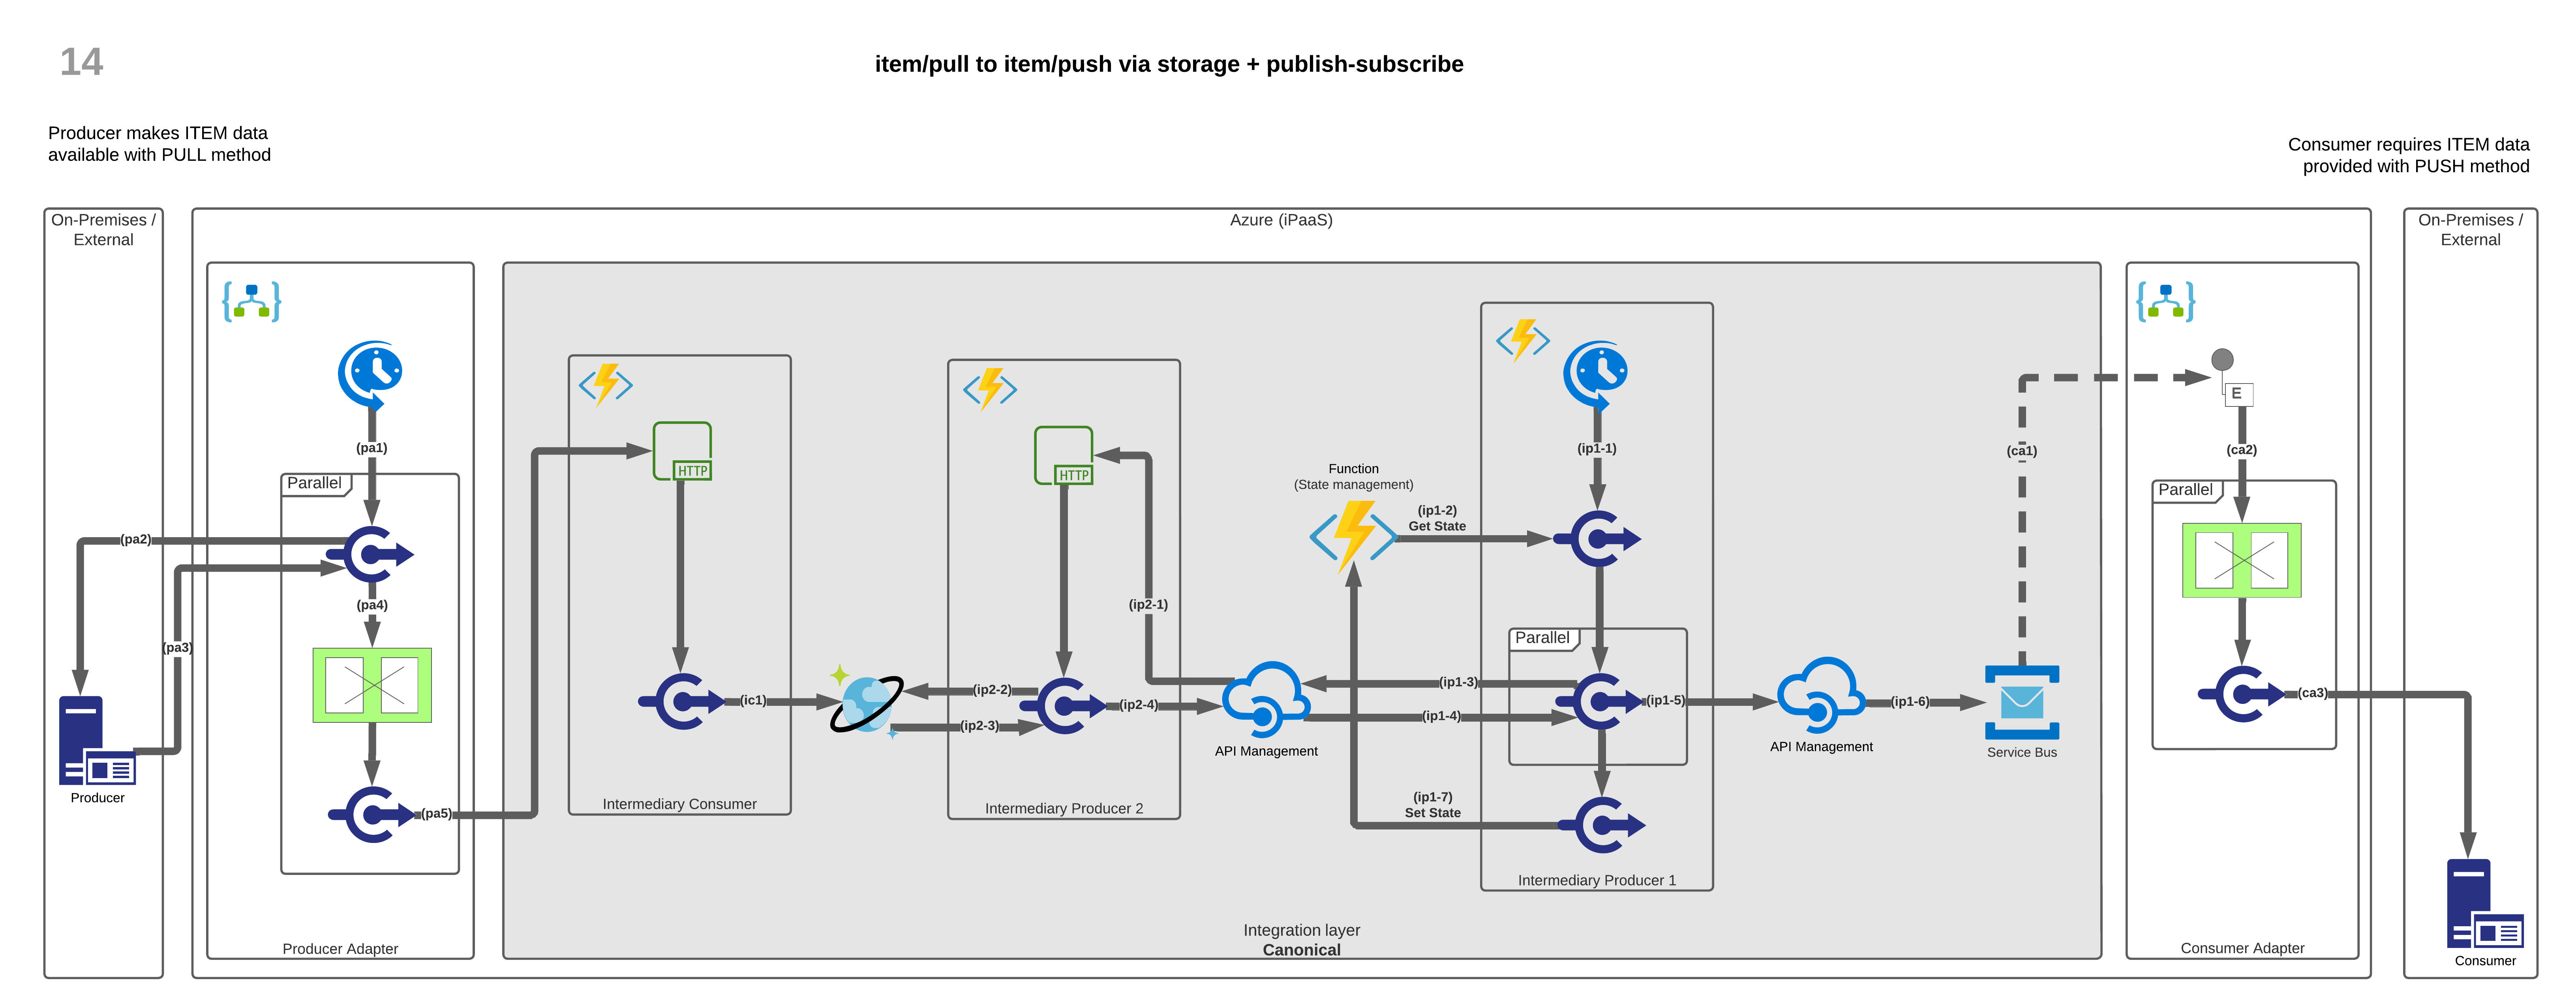 14
item/pull to item/push via storage + publish-subscribe
Producer makes ITEM data
available with PULL method
Consumer requires ITEM data
provided with PUSH method
On-Premises /
External
Azure (iPaaS)
On-Premises /
External
(pa1)
Parallel
(pa2)
(pa3)
(pa4)
(pa5)
Producer
Producer Adapter
HTTP
(ic1)
Intermediary Consumer
HTTP
(ip2-1)
(ip2-2)
(ip2-3)
(ip2-4)
Intermediary Producer 2
API Management
Function
(State management)
(ip1-1)
(ip1-2)
Get State
Parallel
(ip1-3)
(ip1-4)
(ip1-5)
(ip1-7)
Set State
Intermediary Producer 1
API Management
(ip1-6)
Service Bus
(ca1)
Integration layer
Canonical
E
(ca2)
Parallel
(ca3)
Consumer Adapter
Consumer